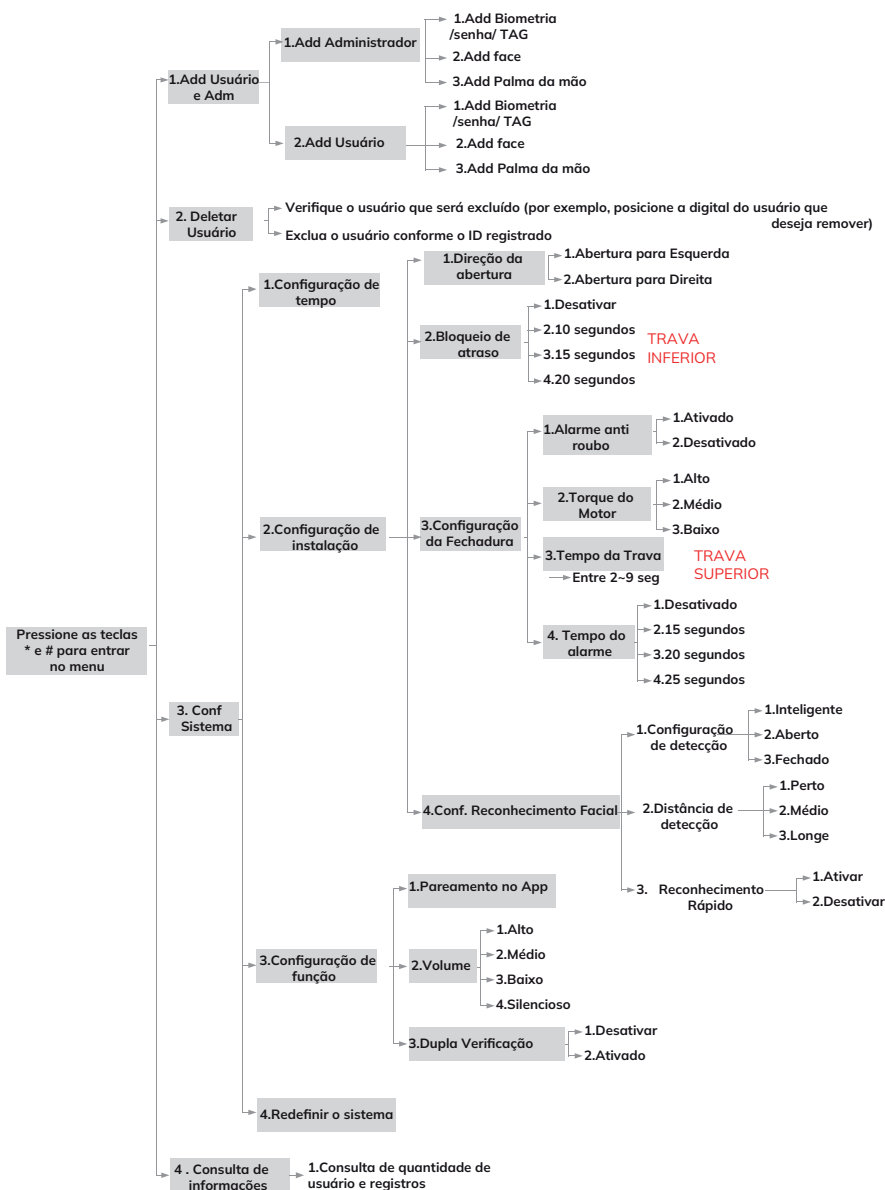 Pressione as teclas
* e # para entrar
no menu
1.Add Usuário
e Adm
1.Add Administrador
1.Add Biometria
/senha/ TAG
2.Add face
3.Add Palma da mão
2.Add Usuário
1.Add Biometria
/senha/ TAG
2.Add face
3.Add Palma da mão
2. Deletar
Usuário
Verifique o usuário que será excluído (por exemplo, posicione a digital do usuário que
deseja remover)
Exclua o usuário conforme o ID registrado
3. Conf
Sistema
1.Configuração de
tempo
2.Configuração de
instalação
1.Direção da
abertura
1.Abertura para Esquerda
2.Abertura para Direita
2.Bloqueio de
atraso
1.Desativar
2.10 segundos
3.15 segundos
4.20 segundos
TRAVA
INFERIOR
3.Configuração
da Fechadura
1.Alarme anti
roubo
1.Ativado
2.Desativado
2.Torque do
Motor
1.Alto
2.Médio
3.Baixo
3.Tempo da Trava
Entre 2~9 seg
TRAVA
SUPERIOR
4. Tempo do
alarme
1.Desativado
2.15 segundos
3.20 segundos
4.25 segundos
4.Conf. Reconhecimento Facial
1.Configuração
de detecção
1.Inteligente
2.Aberto
3.Fechado
2.Distância de
detecção
1.Perto
2.Médio
3.Longe
3. Reconhecimento
Rápido
1.Ativar
2.Desativar
3.Configuração de
função
1.Pareamento no App
2.Volume
1.Alto
2.Médio
3.Baixo
4.Silencioso
3.Dupla Verificação
1.Desativar
2.Ativado
4.Redefinir o sistema
4 . Consulta de
informações
1.Consulta de quantidade de
usuário e registros